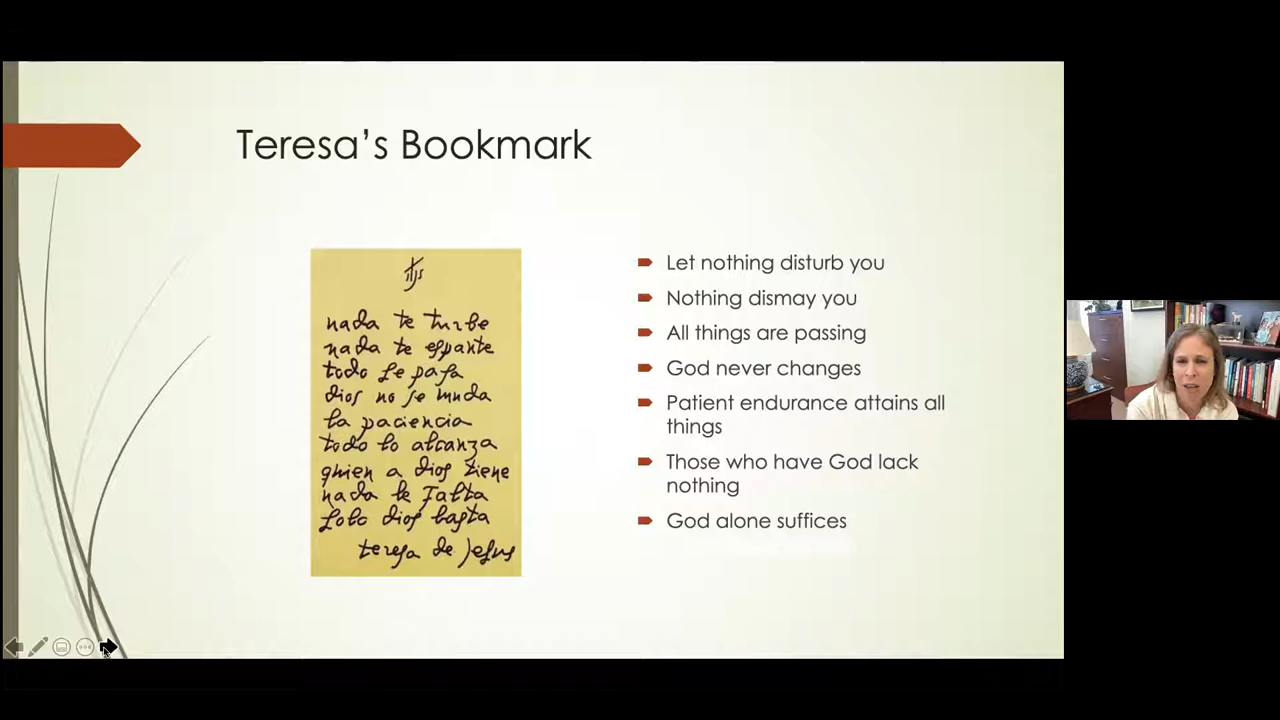 Teresa's Bookmark
jhs
nada te turbe
nada te espante
todo se pasa
dios no se muda
la paciencia
todo lo alcanza
quien a dios tiene
nada le falta
solo dios basta
teresa de Jesus
Let nothing disturb you
Nothing dismay you
All things are passing
God never changes
Patient endurance attains all
things
Those who have God lack
nothing
God alone suffices